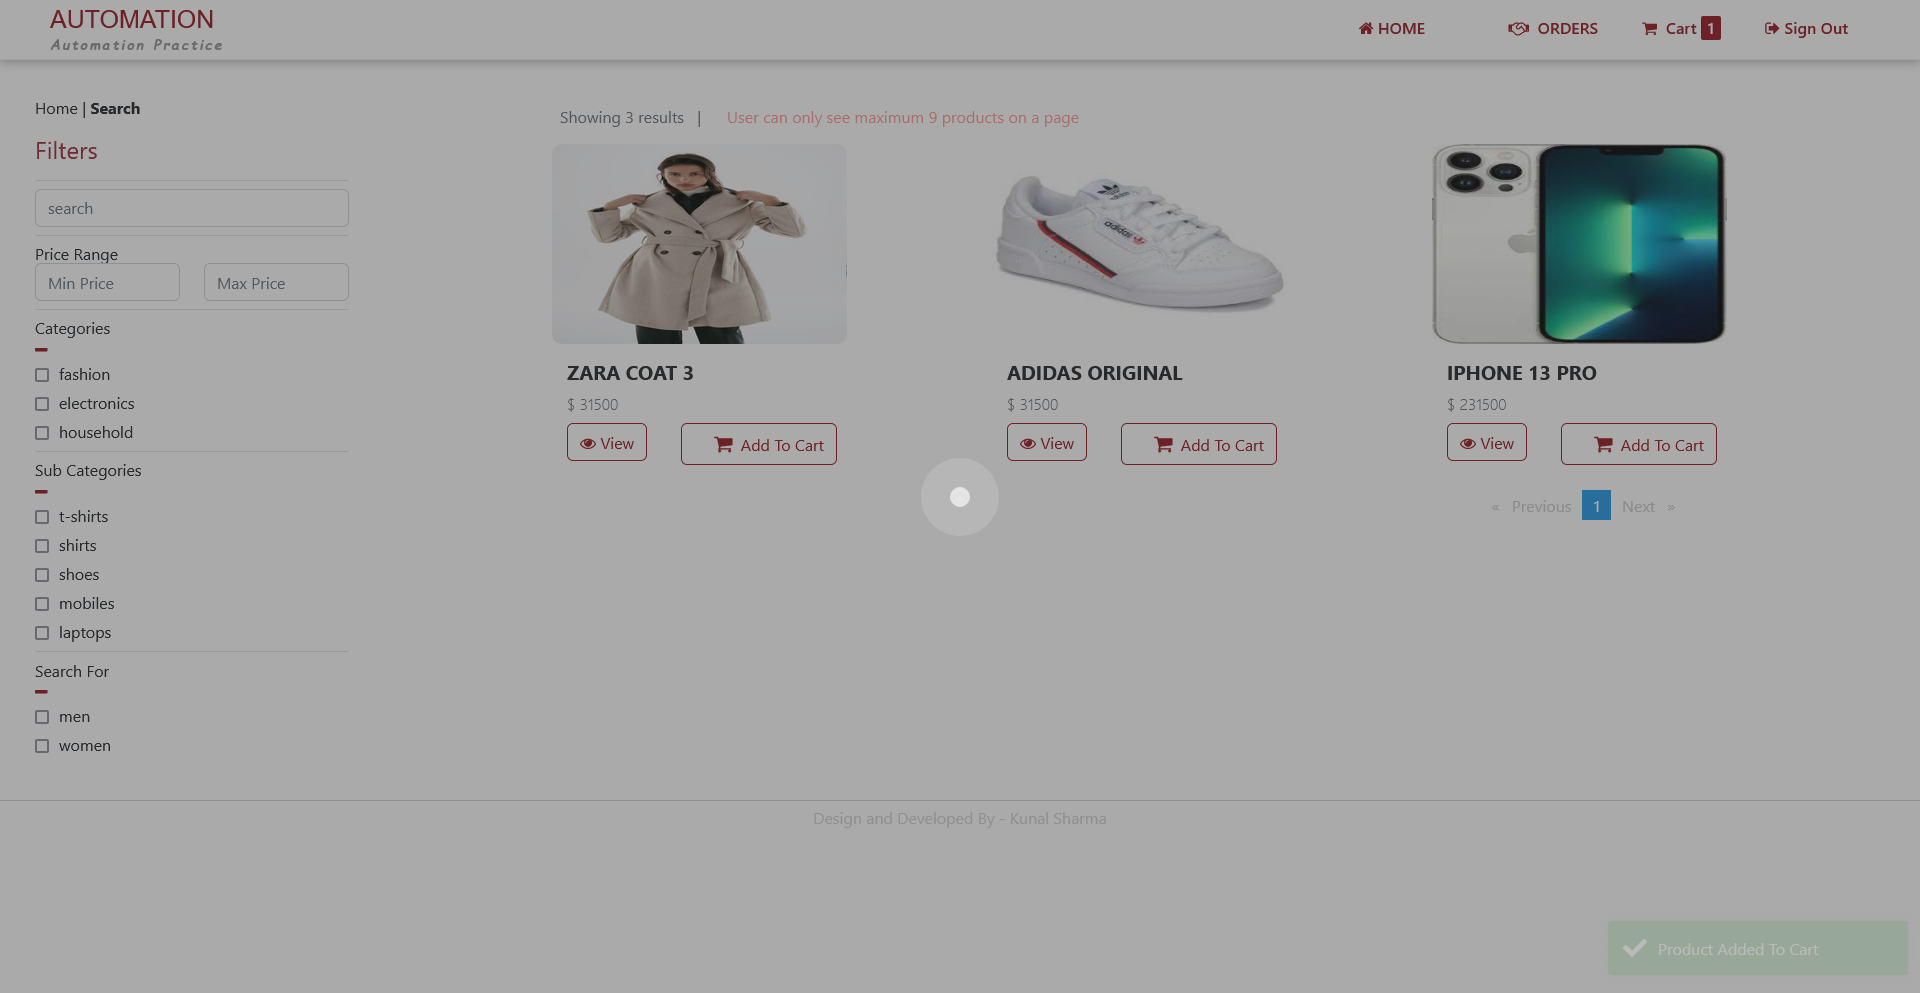 AUTOMATION
Automation Practice
HOME
ORDERS
Cart 1
Sign Out
Home | Search
Filters
search
Price Range
Min Price
Max Price
Categories
fashion
electronics
household
Sub Categories
t-shirts
shirts
shoes
mobiles
laptops
Search For
men
women
Showing 3 results |
User can only see maximum 9 products on a page
ZARA COAT 3
$ 31500
View
Add To Cart
adidas
adidas
ADIDAS ORIGINAL
$ 31500
View
Add To Cart
IPHONE 13 PRO
$ 231500
View
Add To Cart
« Previous 1 Next »
Design and Developed By - Kunal Sharma
Product Added To Cart